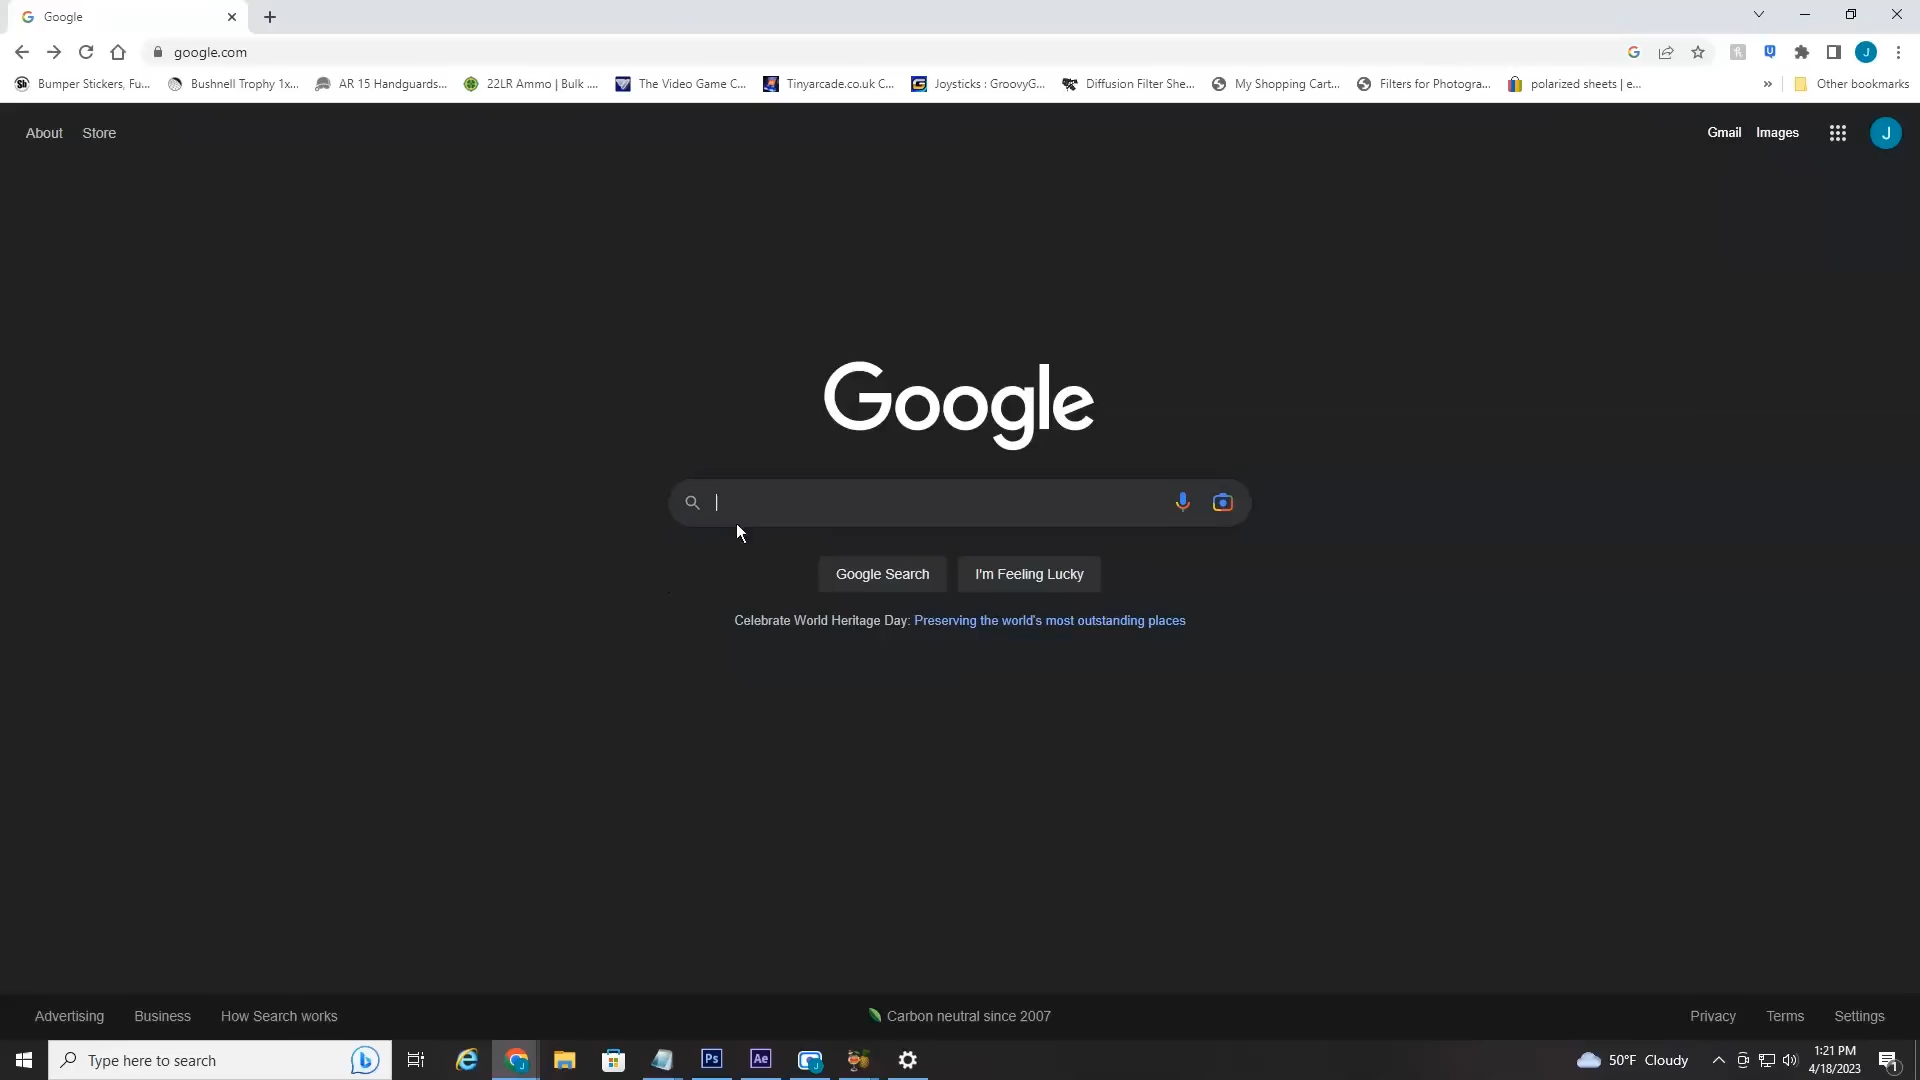 Google
google.com
J
Sb Bumper Stickers, Fu... Bushnell Trophy 1x... AR 15 Handguards... 22LR Ammo | Bulk .... The Video Game C... Tinyarcade.co.uk C... Joysticks : GroovyG... Diffusion Filter She... My Shopping Cart... Filters for Photogra... polarized sheets | e... » Other bookmarks
About Store Gmail Images J
Google
Google Search I'm Feeling Lucky
Celebrate World Heritage Day: Preserving the world's most outstanding places
Advertising Business How Search works Carbon neutral since 2007 Privacy Terms Settings
Type here to search Ps Ae 50°F Cloudy 1:21 PM
4/18/2023
1